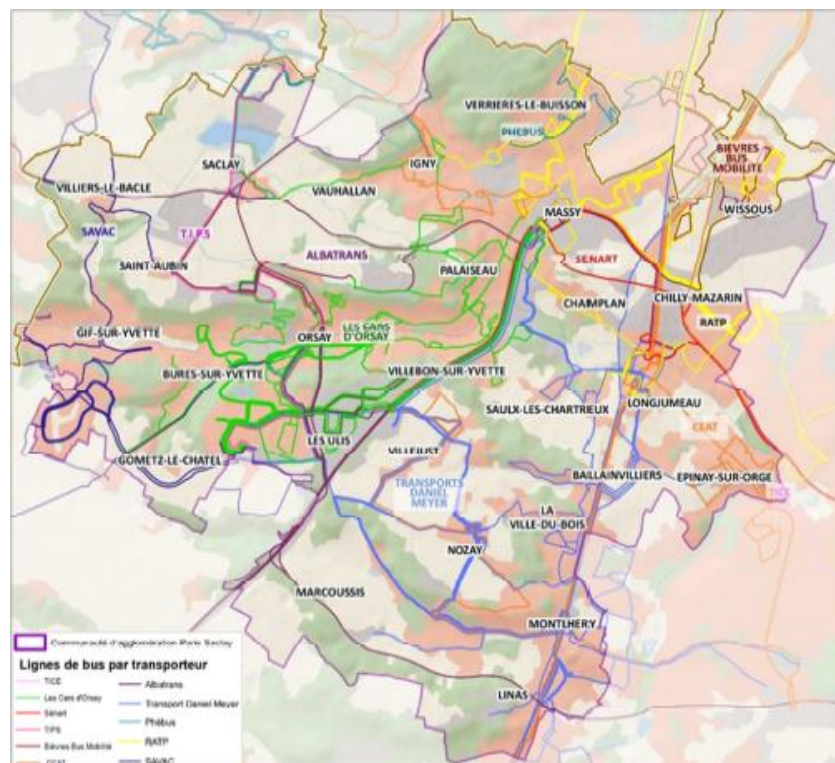 VERRIERES-LE-BUISSON
PHEBUS
BIEVRES
BUS
MOBILITE
SACLAY
IGNY
VILLIERS-LE-BACLE
VAUHALLAN
WISSOUS
MASSY
SAVAC
T.I.P.S
ALBATRANS
SENART
SAINT-AUBIN
PALAISEAU
CHAMPLAN
CHILLY-MAZARIN
RATP
GIF-SUR-YVETTE
ORSAY
LES CARS
D'ORSAY
BURES-SUR-YVETTE
VILLEBON-SUR-YVETTE
SAULX-LES-CHARTREUX
LONGJUMEAU
CEAT
LES ULIS
VILLEJUST
GOMETZ-LE-CHATEL
BAILLAINVILLIERS
EPINAY-SUR-ORGE
TICE
TRANSPORTS
DANIEL
MEYER
LA
VILLE-DU-BOIS
NOZAY
MARCOUSSIS
MONTLHERY
LINAS
Communauté d'agglomération Paris Saclay
Lignes de bus par transporteur
TICE
Les Cars d'Orsay
Sénart
TIPS
Bièvres Bus Mobilité
CEAT
Albatrans
Transport Daniel Meyer
Phébus
RATP
SAVAC